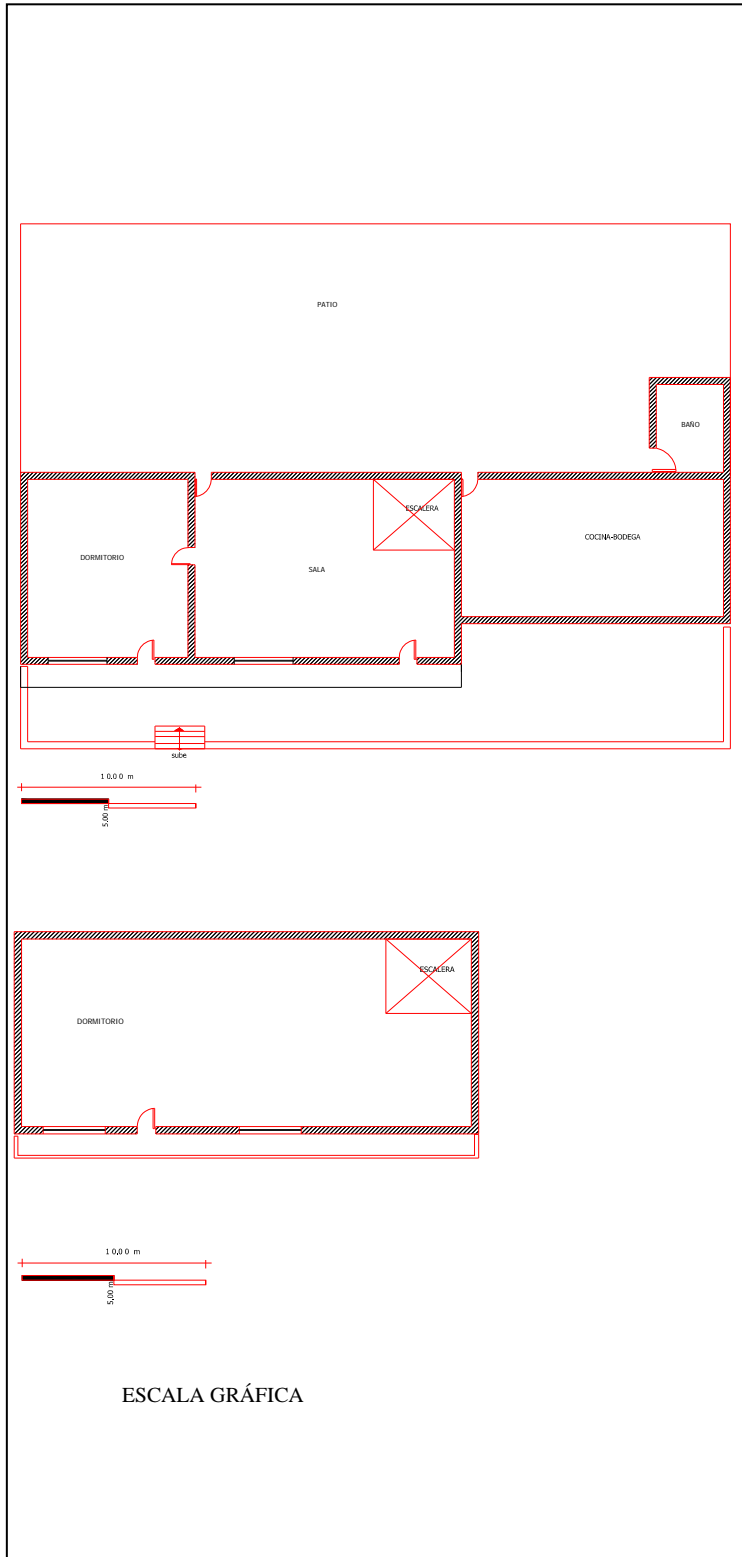 PATIO
BAÑO
ESCALERA
COCINA-BODEGA
DORMITORIO
SALA
sube
10.00 m
5.00 m
ESCALERA
DORMITORIO
10.00 m
5.00 m
ESCALA GRÁFICA